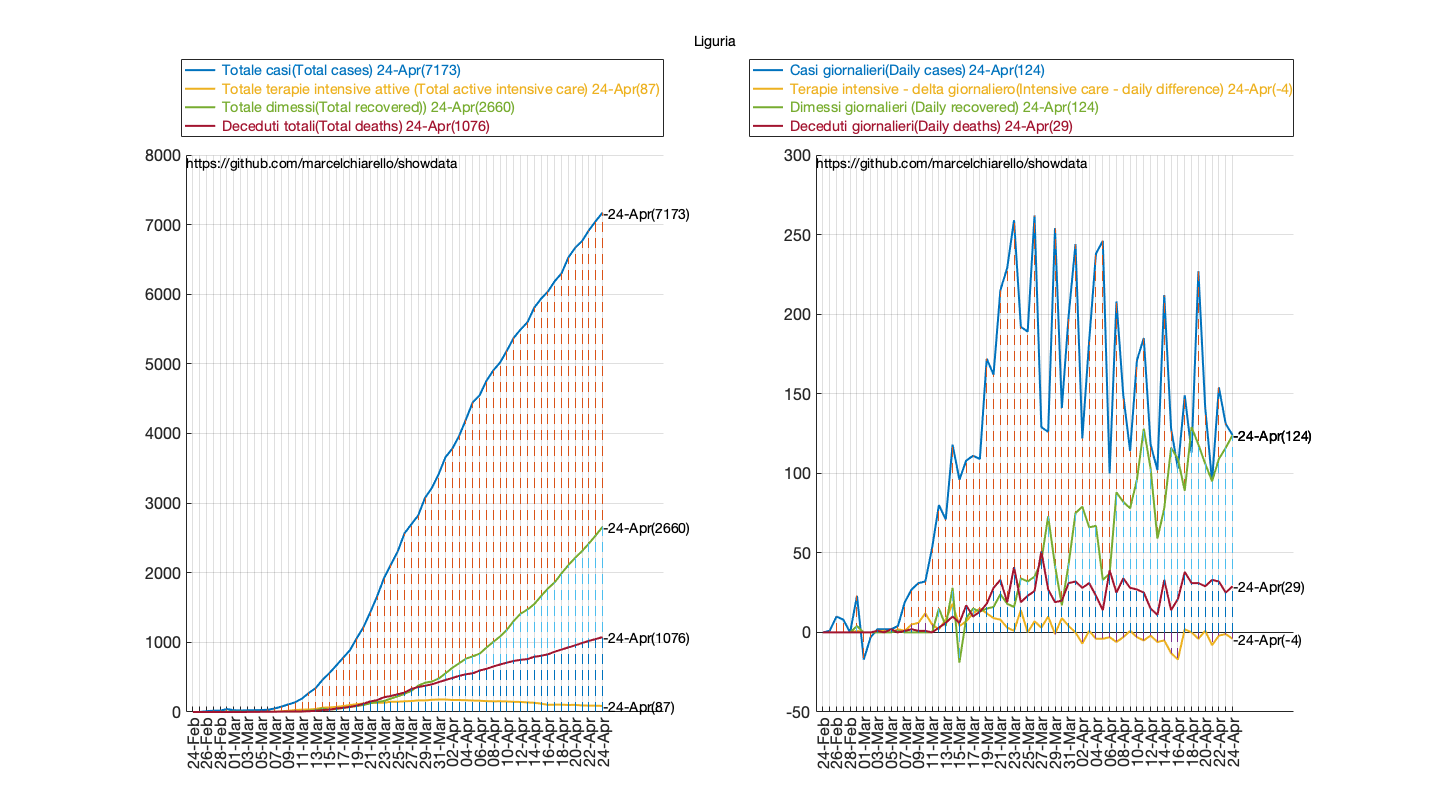 Liguria
Totale casi(Total cases) 24-Apr(7173)
Totale terapie intensive attive (Total active intensive care) 24-Apr(87)
Totale dimessi(Total recovered)) 24-Apr(2660)
Deceduti totali(Total deaths) 24-Apr(1076)
8000
7000
6000
5000
4000
3000
2000
1000
0
https://github.com/marcelchiarello/showdata
24-Apr(7173)
24-Apr(2660)
24-Apr(1076)
24-Apr(87)
24-Feb
26-Feb
28-Feb
01-Mar
03-Mar
05-Mar
07-Mar
09-Mar
11-Mar
13-Mar
15-Mar
17-Mar
19-Mar
21-Mar
23-Mar
25-Mar
27-Mar
29-Mar
31-Mar
02-Apr
04-Apr
06-Apr
08-Apr
10-Apr
12-Apr
14-Apr
16-Apr
18-Apr
20-Apr
22-Apr
24-Apr
Casi giornalieri(Daily cases) 24-Apr(124)
Terapie intensive - delta giornaliero(Intensive care - daily difference) 24-Apr(-4)
Dimessi giornalieri (Daily recovered) 24-Apr(124)
Deceduti giornalieri(Daily deaths) 24-Apr(29)
300
250
200
150
100
50
0
-50
https://github.com/marcelchiarello/showdata
24-Apr(124)
24-Apr(29)
24-Apr(-4)
24-Feb
26-Feb
28-Feb
01-Mar
03-Mar
05-Mar
07-Mar
09-Mar
11-Mar
13-Mar
15-Mar
17-Mar
19-Mar
21-Mar
23-Mar
25-Mar
27-Mar
29-Mar
31-Mar
02-Apr
04-Apr
06-Apr
08-Apr
10-Apr
12-Apr
14-Apr
16-Apr
18-Apr
20-Apr
22-Apr
24-Apr